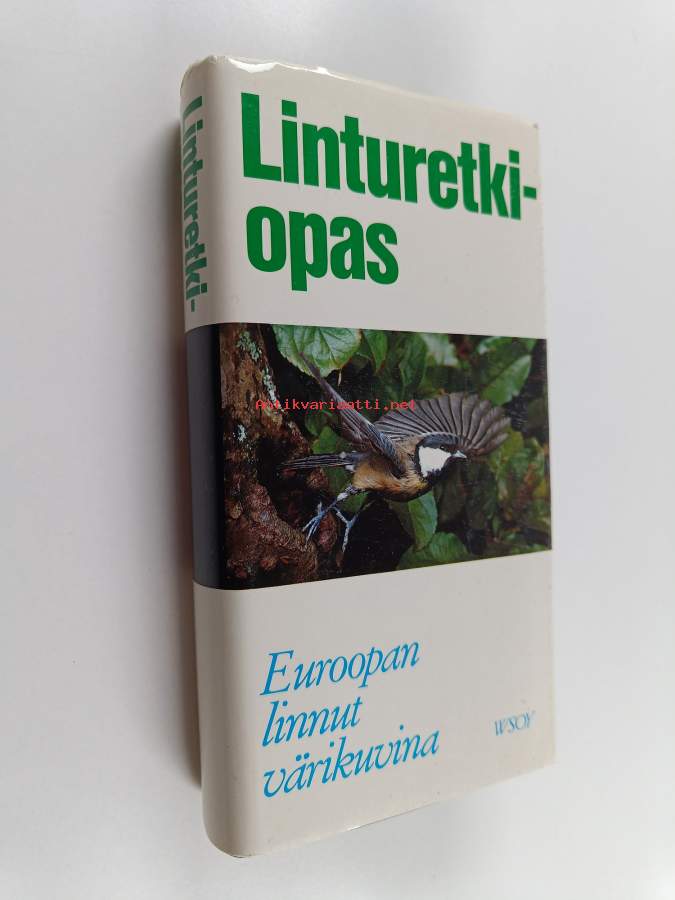 Linturetki-
Linturetki-
opas
Antikvariaatti.net
Euroopan
linnut
värikuvina
WSOY